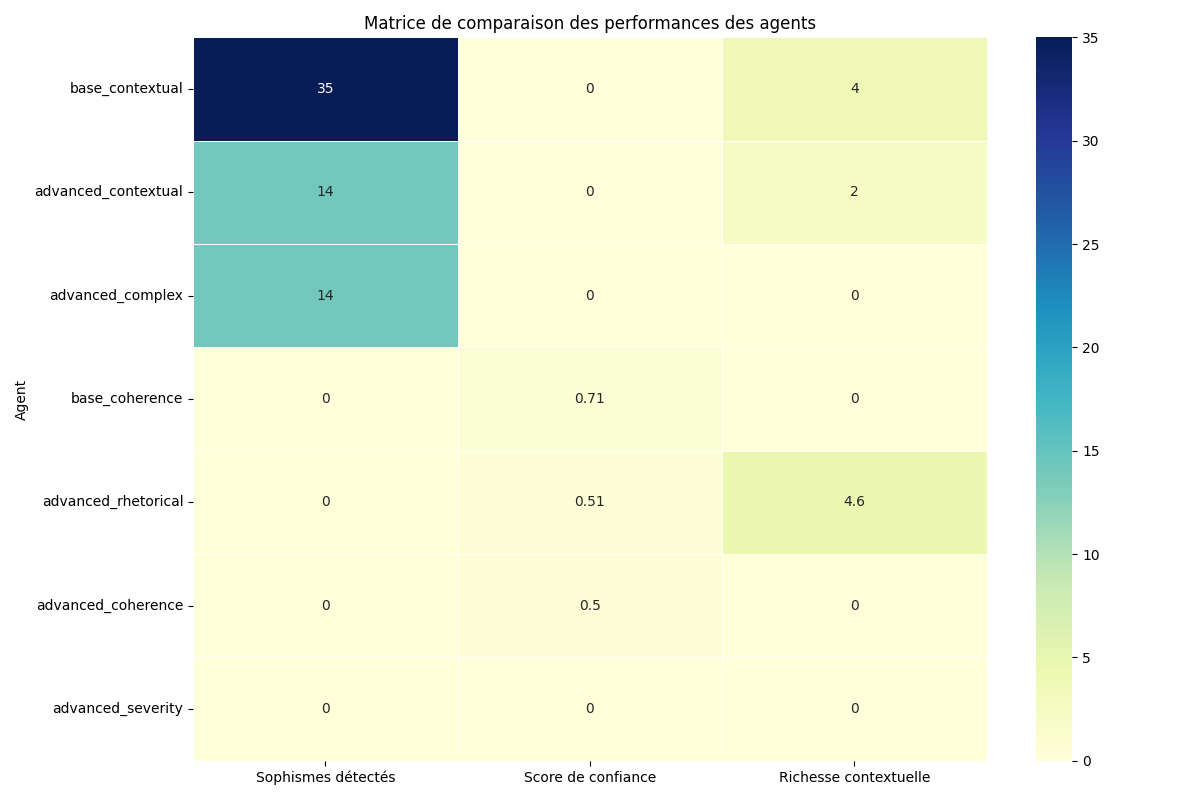 Matrice de comparaison des performances des agents
Agent
base_contextual 35 0 4
advanced_contextual 14 0 2
advanced_complex 14 0 0
base_coherence 0 0.71 0
advanced_rhetorical 0 0.51 4.6
advanced_coherence 0 0.5 0
advanced_severity 0 0 0
Sophismes détectés Score de confiance Richesse contextuelle
35
30
25
20
15
10
5
0